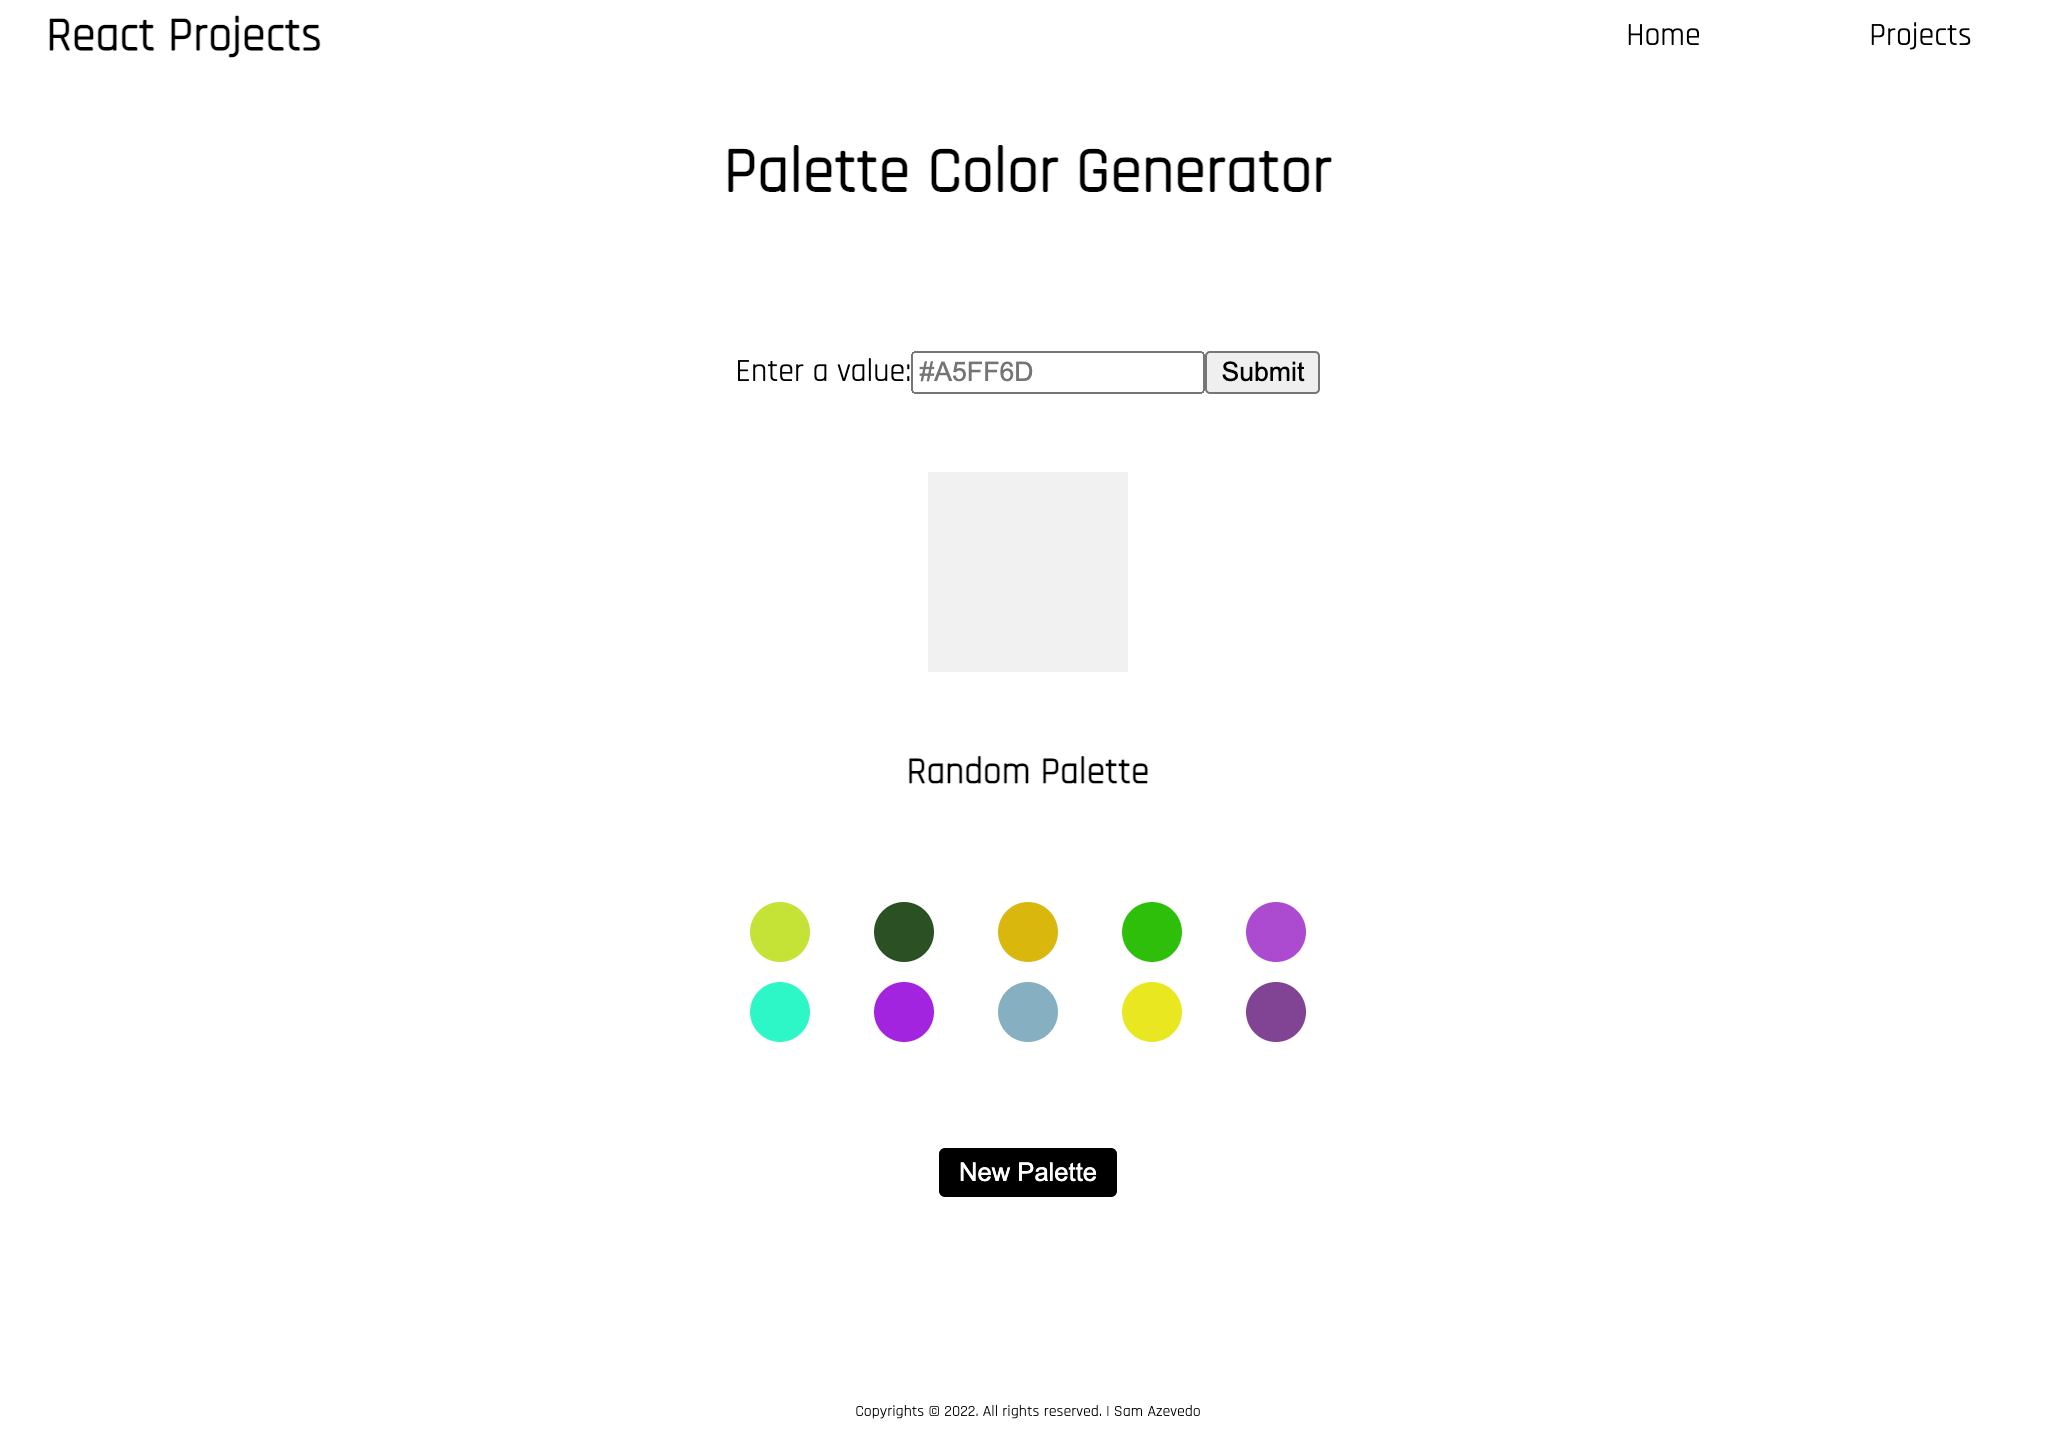 React Projects
Home
Projects
Palette Color Generator
Enter a value:
#A5FF6D
Submit
Random Palette
New Palette
Copyrights © 2022. All rights reserved. | Sam Azevedo